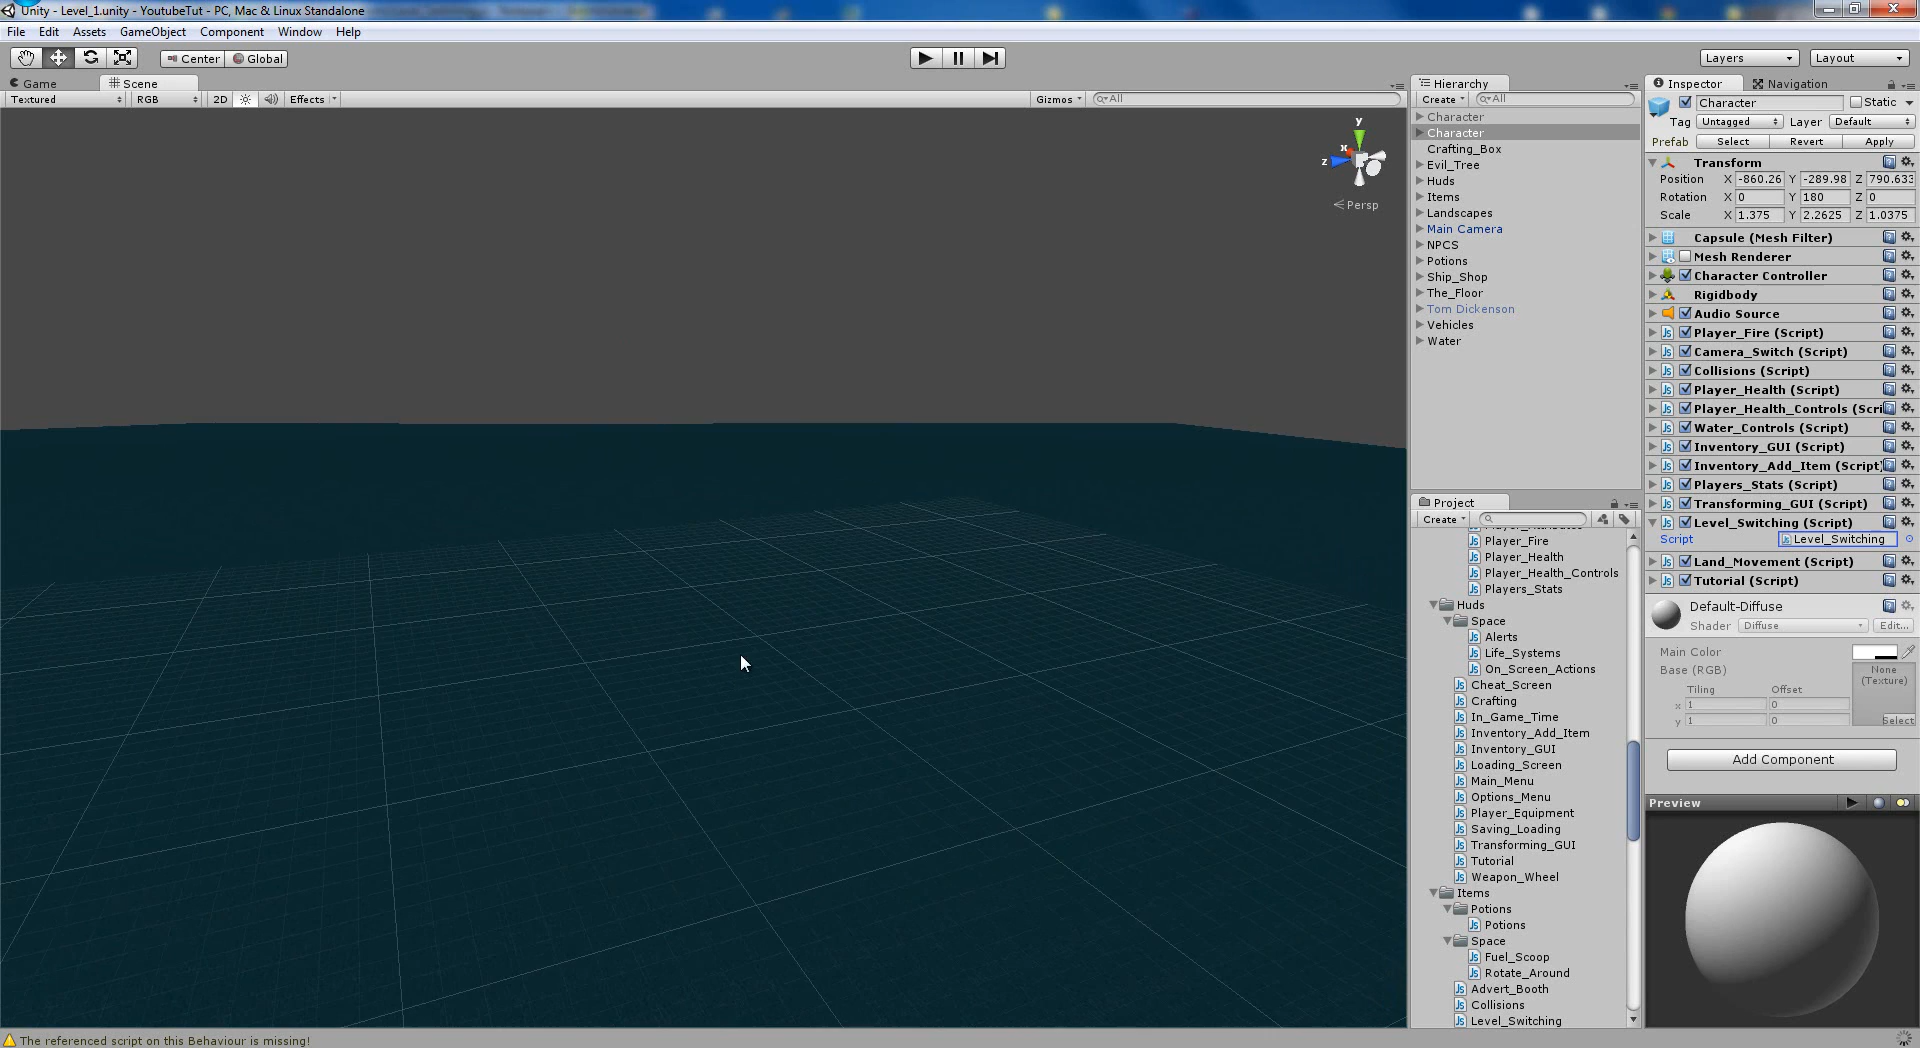 Unity - Level_1.unity - YoutubeTut - PC, Mac & Linux Standalone
File Edit Assets GameObject Component Window Help
Center Global Layers Layout
Game Scene
Textured RGB 2D Effects Gizmos All
y
x
z
Persp
Hierarchy
Create All
Character
Character
Crafting_Box
Evil_Tree
Huds
Items
Landscapes
Main Camera
NPCS
Potions
Ship_Shop
The_Floor
Tom Dickenson
Vehicles
Water
Project
Create
Player_Fire
Player_Health
Player_Health_Controls
Players_Stats
Huds
Space
Alerts
Life_Systems
On_Screen_Actions
Cheat_Screen
Crafting
In_Game_Time
Inventory_Add_Item
Inventory_GUI
Loading_Screen
Main_Menu
Options_Menu
Player_Equipment
Saving_Loading
Transforming_GUI
Tutorial
Weapon_Wheel
Items
Potions
Potions
Space
Fuel_Scoop
Rotate_Around
Advert_Booth
Collisions
Level_Switching
Inspector Navigation
Character Static
Tag Untagged Layer Default
Prefab Select Revert Apply
Transform
Position X -860.26 Y -289.98 Z 790.633
Rotation X 0 Y 180 Z 0
Scale X 1.375 Y 2.2625 Z 1.0375
Capsule (Mesh Filter)
Mesh Renderer
Character Controller
Rigidbody
Audio Source
Player_Fire (Script)
Camera_Switch (Script)
Collisions (Script)
Player_Health (Script)
Player_Health_Controls (Scri
Water_Controls (Script)
Inventory_GUI (Script)
Inventory_Add_Item (Script)
Players_Stats (Script)
Transforming_GUI (Script)
Level_Switching (Script)
Script Level_Switching
Land_Movement (Script)
Tutorial (Script)
Default-Diffuse
Shader Diffuse Edit...
Main Color
Base (RGB) None
(Texture)
Tiling Offset
x 1 0
y 1 0 Select
Add Component
Preview
The referenced script on this Behaviour is missing!